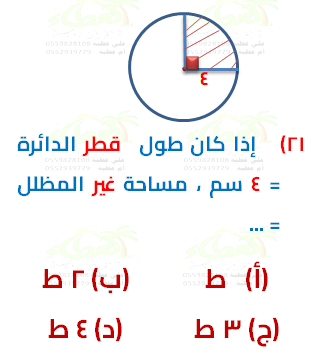 ٤
٢١) إذا كان طول قطر الدائرة
= ٤ سم ، مساحة غير المظلل
= ...
(أ) ط (ب) ٢ ط
(ج) ٣ ط (د) ٤ ط